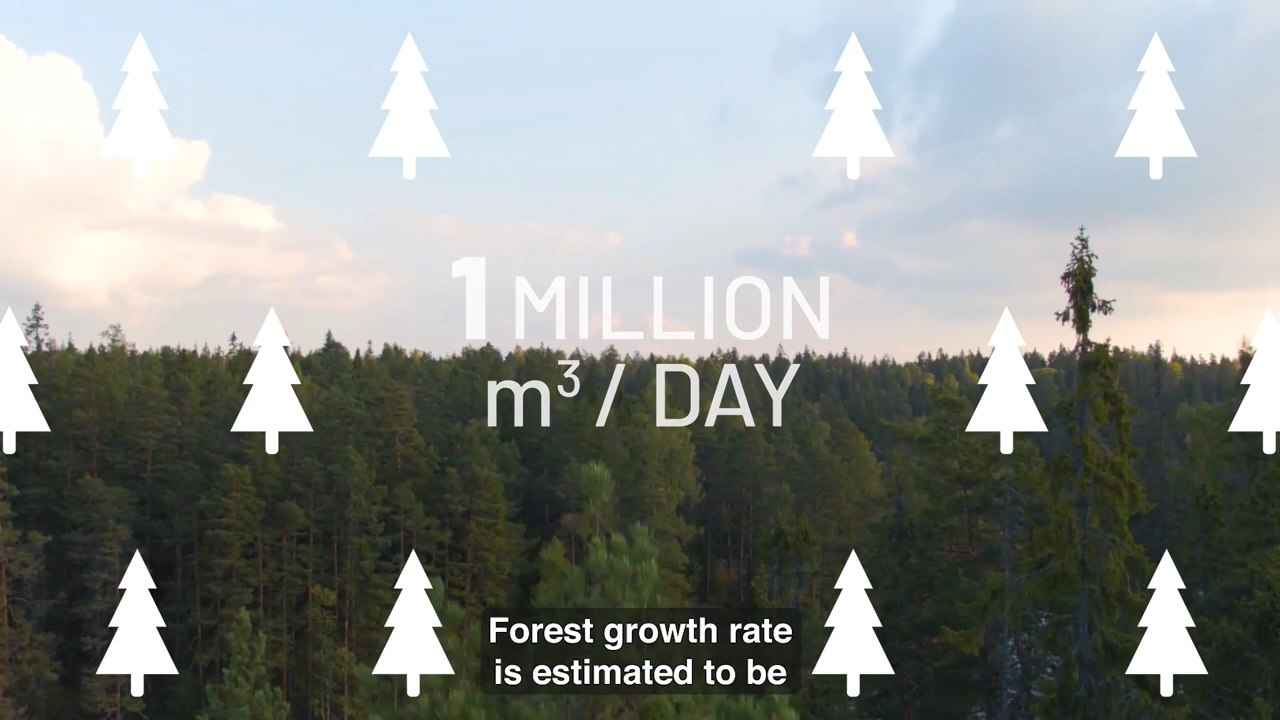 1 MILLION
m³ / DAY
Forest growth rate
is estimated to be